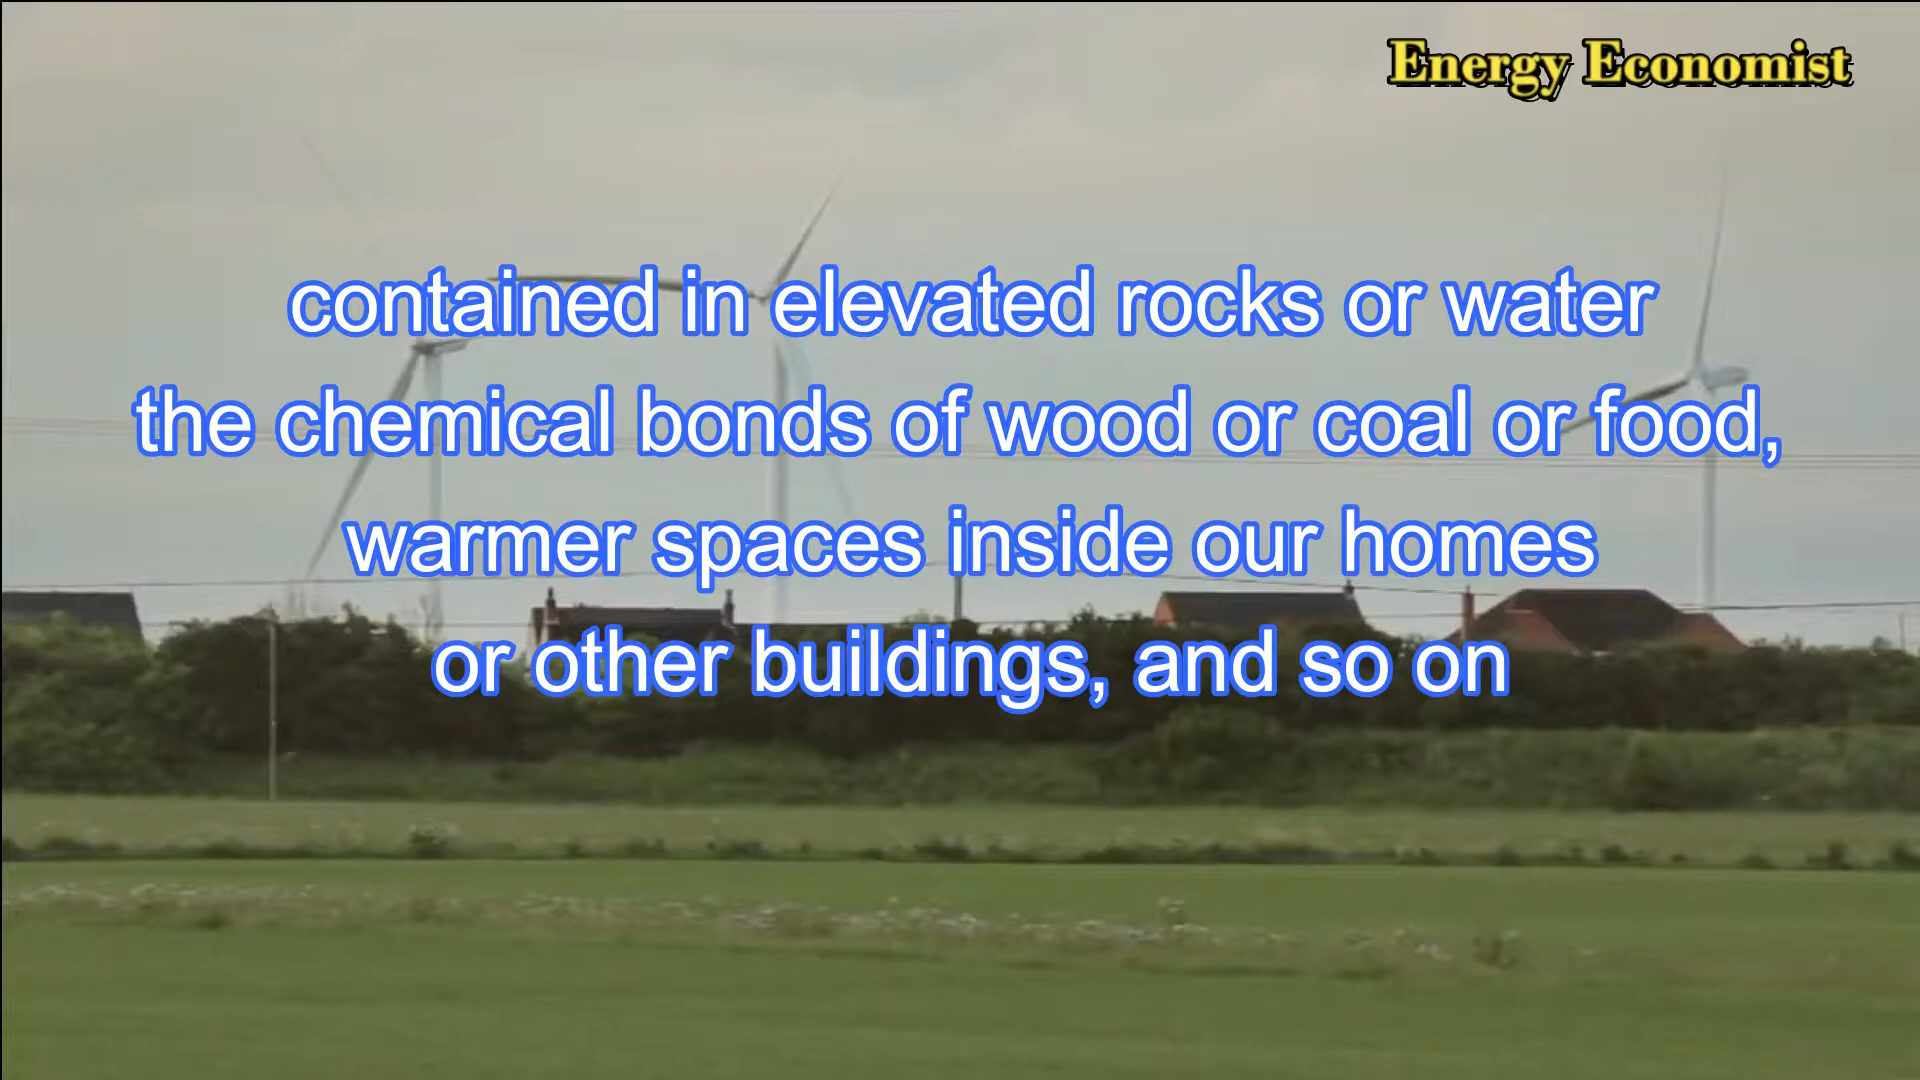 Energy Economist
contained in elevated rocks or water
the chemical bonds of wood or coal or food,
warmer spaces inside our homes
or other buildings, and so on